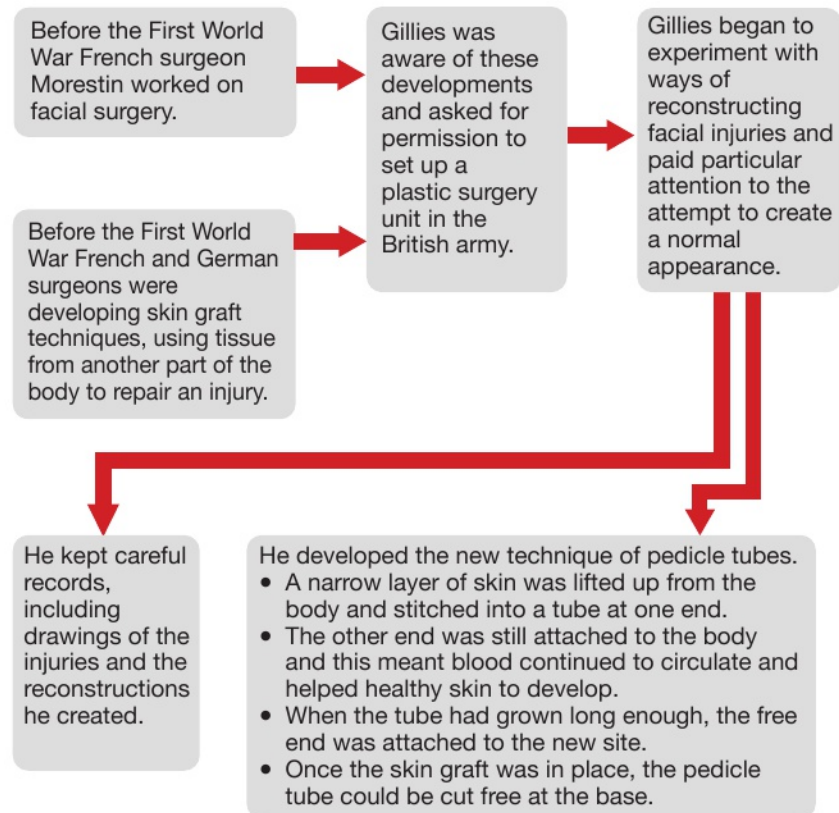 Before the First World
War French surgeon
Morestin worked on
facial surgery.
Before the First World
War French and German
surgeons were
developing skin graft
techniques, using tissue
from another part of the
body to repair an injury.
Gillies was
aware of these
developments
and asked for
permission to
set up a
plastic surgery
unit in the
British army.
Gillies began to
experiment with
ways of
reconstructing
facial injuries and
paid particular
attention to the
attempt to create
a normal
appearance.
He kept careful
records,
including
drawings of the
injuries and the
reconstructions
he created.
He developed the new technique of pedicle tubes.
• A narrow layer of skin was lifted up from the
body and stitched into a tube at one end.
• The other end was still attached to the body
and this meant blood continued to circulate and
helped healthy skin to develop.
• When the tube had grown long enough, the free
end was attached to the new site.
• Once the skin graft was in place, the pedicle
tube could be cut free at the base.